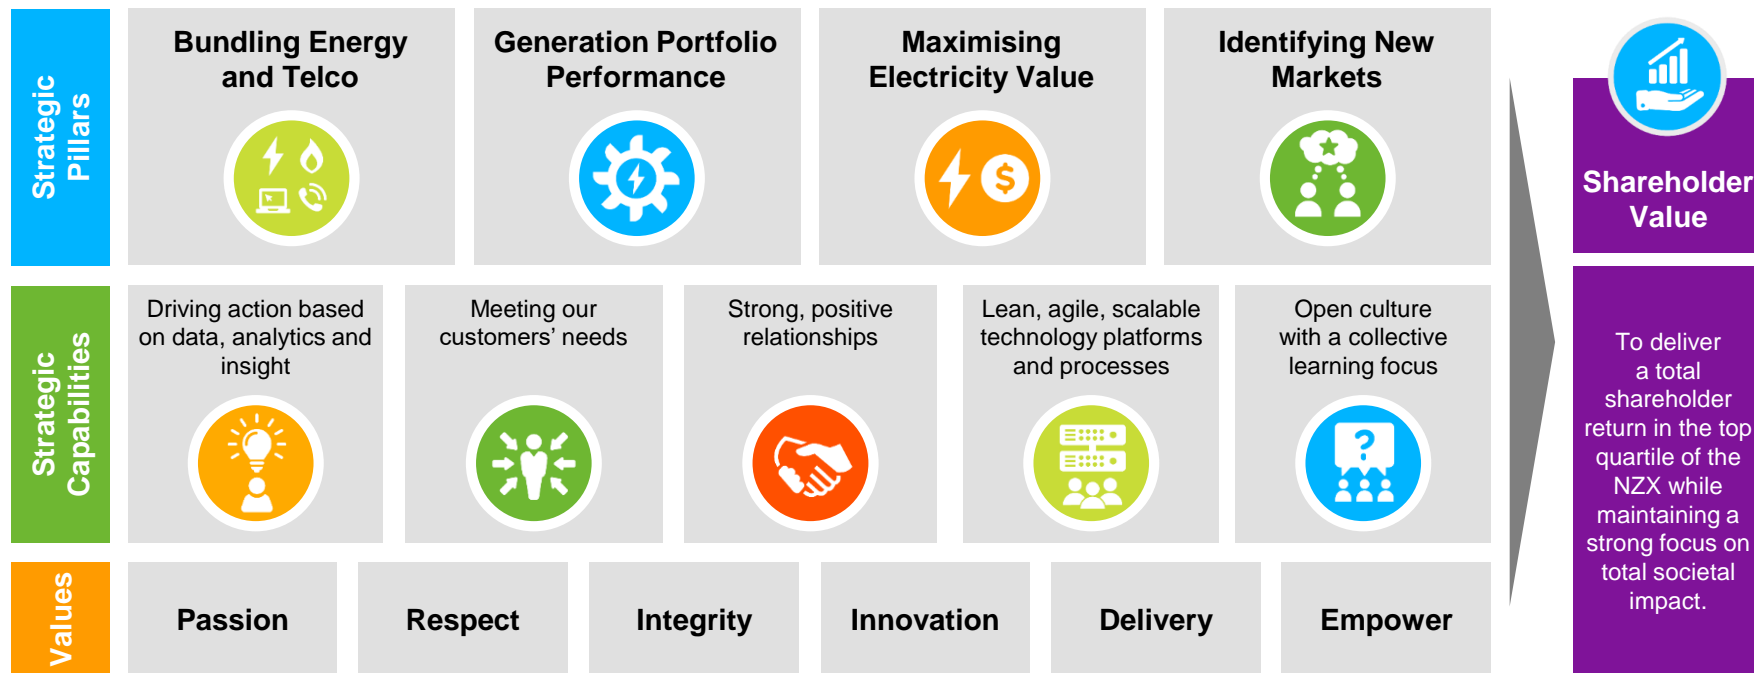 Strategic
Pillars
Bundling Energy
and Telco
Generation Portfolio
Performance
Maximising
Electricity Value
$
Identifying New
Markets
Strategic
Capabilities
Driving action based
on data, analytics and
insight
Meeting our
customers’ needs
Strong, positive
relationships
Lean, agile, scalable
technology platforms
and processes
Open culture
with a collective
learning focus
?
Values
Passion
Respect
Integrity
Innovation
Delivery
Empower
Shareholder
Value
To deliver
a total
shareholder
return in the top
quartile of the
NZX while
maintaining a
strong focus on
total societal
impact.